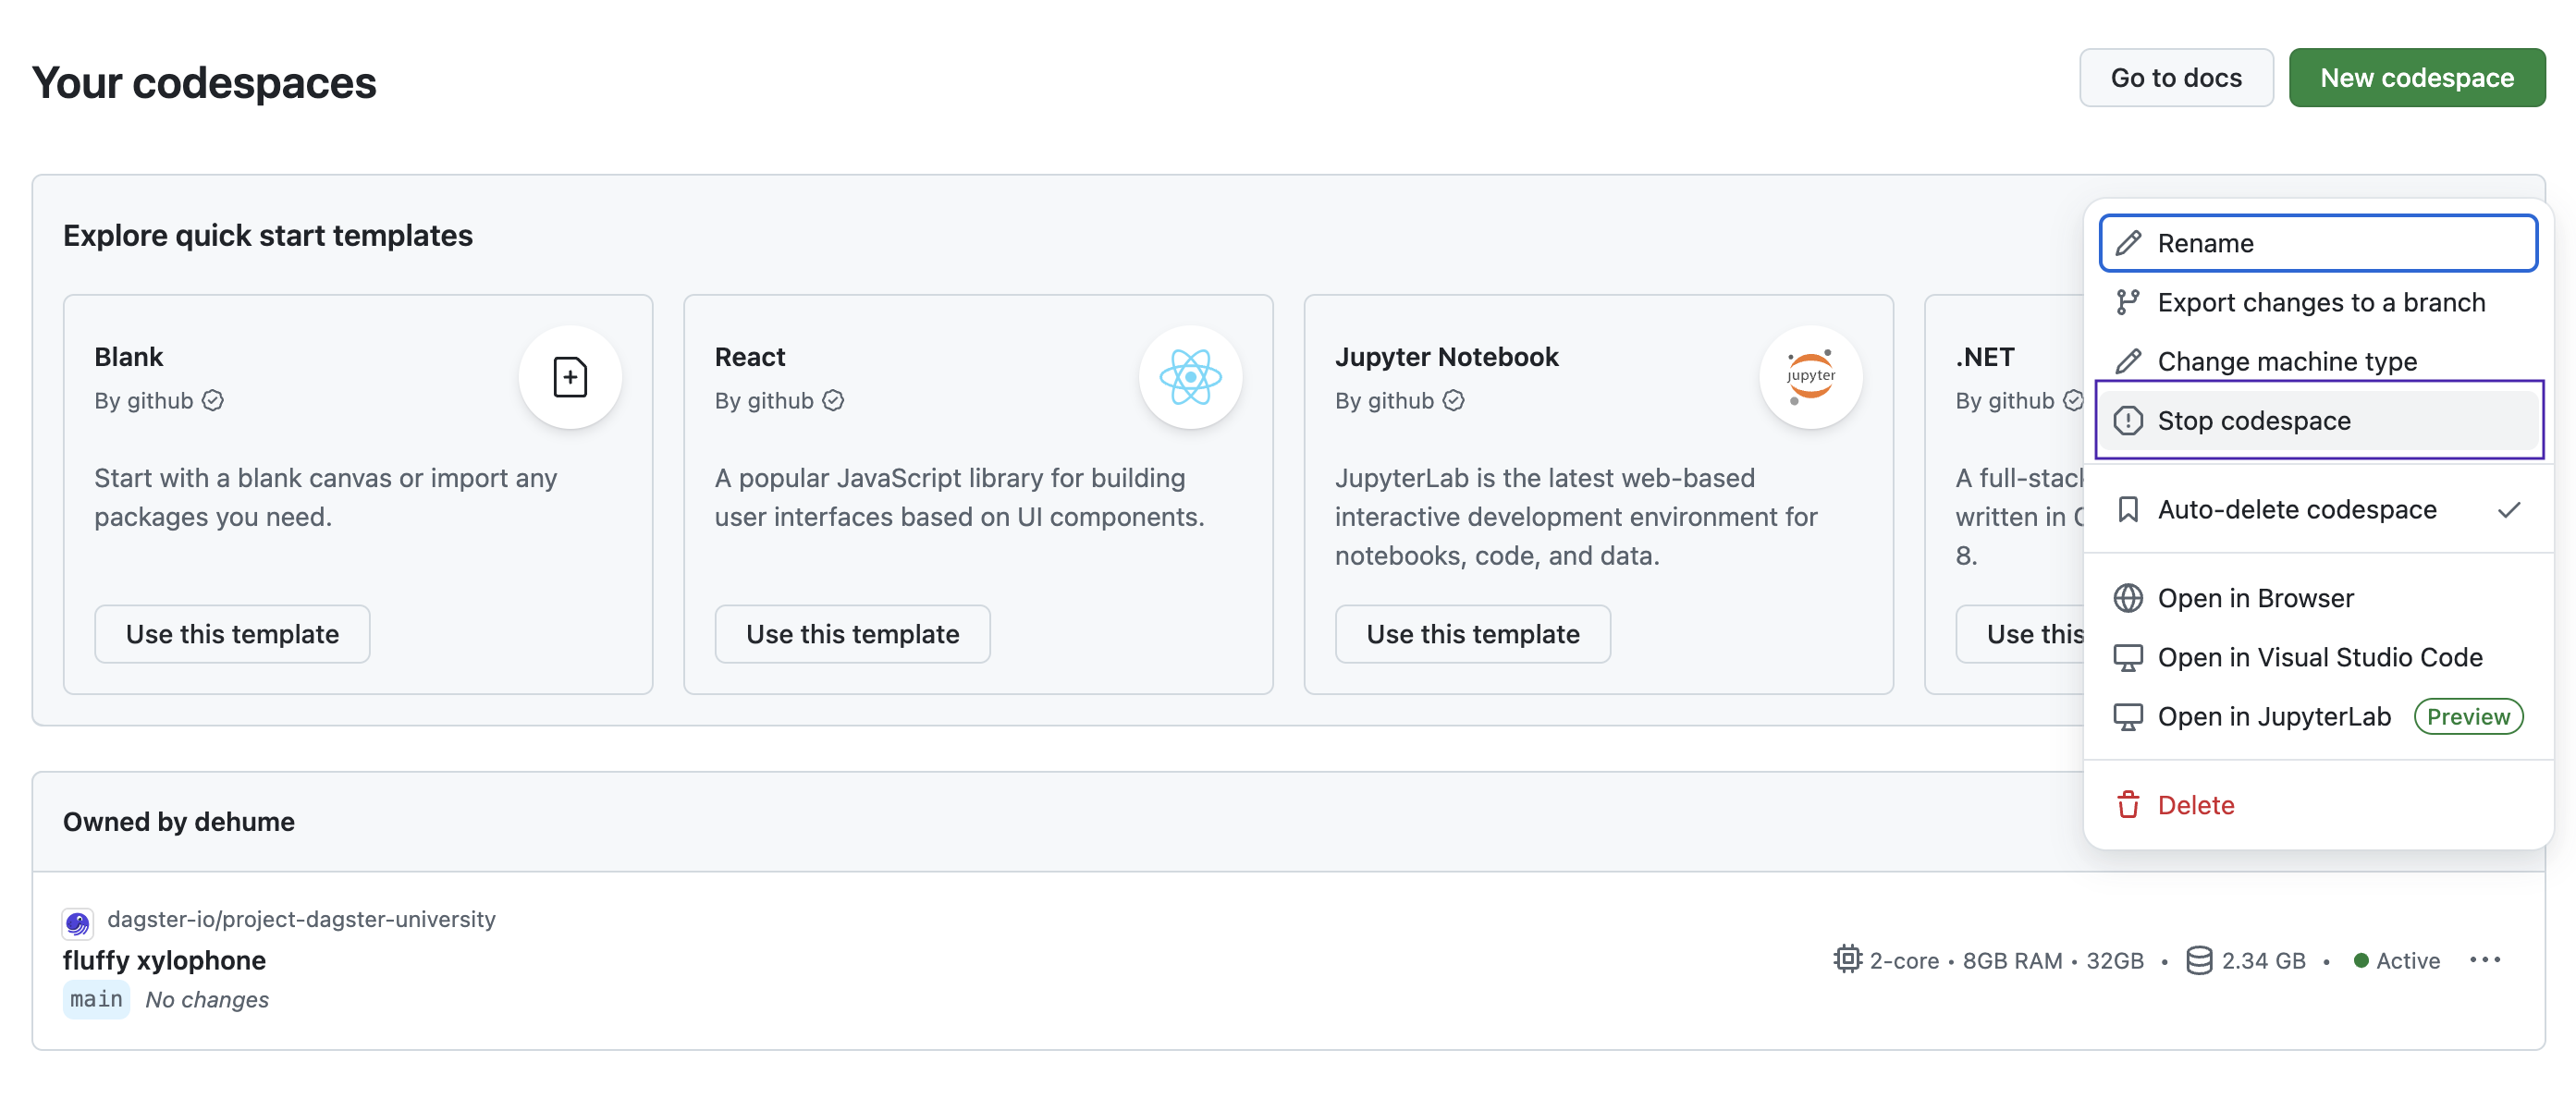 Your codespaces
Go to docs
New codespace
Explore quick start templates
Blank
By github
Start with a blank canvas or import any
packages you need.
Use this template
React
By github
A popular JavaScript library for building
user interfaces based on UI components.
Use this template
Jupyter Notebook
By github
jupyter
JupyterLab is the latest web-based
interactive development environment for
notebooks, code, and data.
Use this template
.NET
By github
A full-stac
written in
8.
Use this
Rename
Export changes to a branch
Change machine type
Stop codespace
Auto-delete codespace
Open in Browser
Open in Visual Studio Code
Open in JupyterLab Preview
Delete
Owned by dehume
dagster-io/project-dagster-university
fluffy xylophone
main No changes
2-core • 8GB RAM • 32GB • 2.34 GB • Active ...